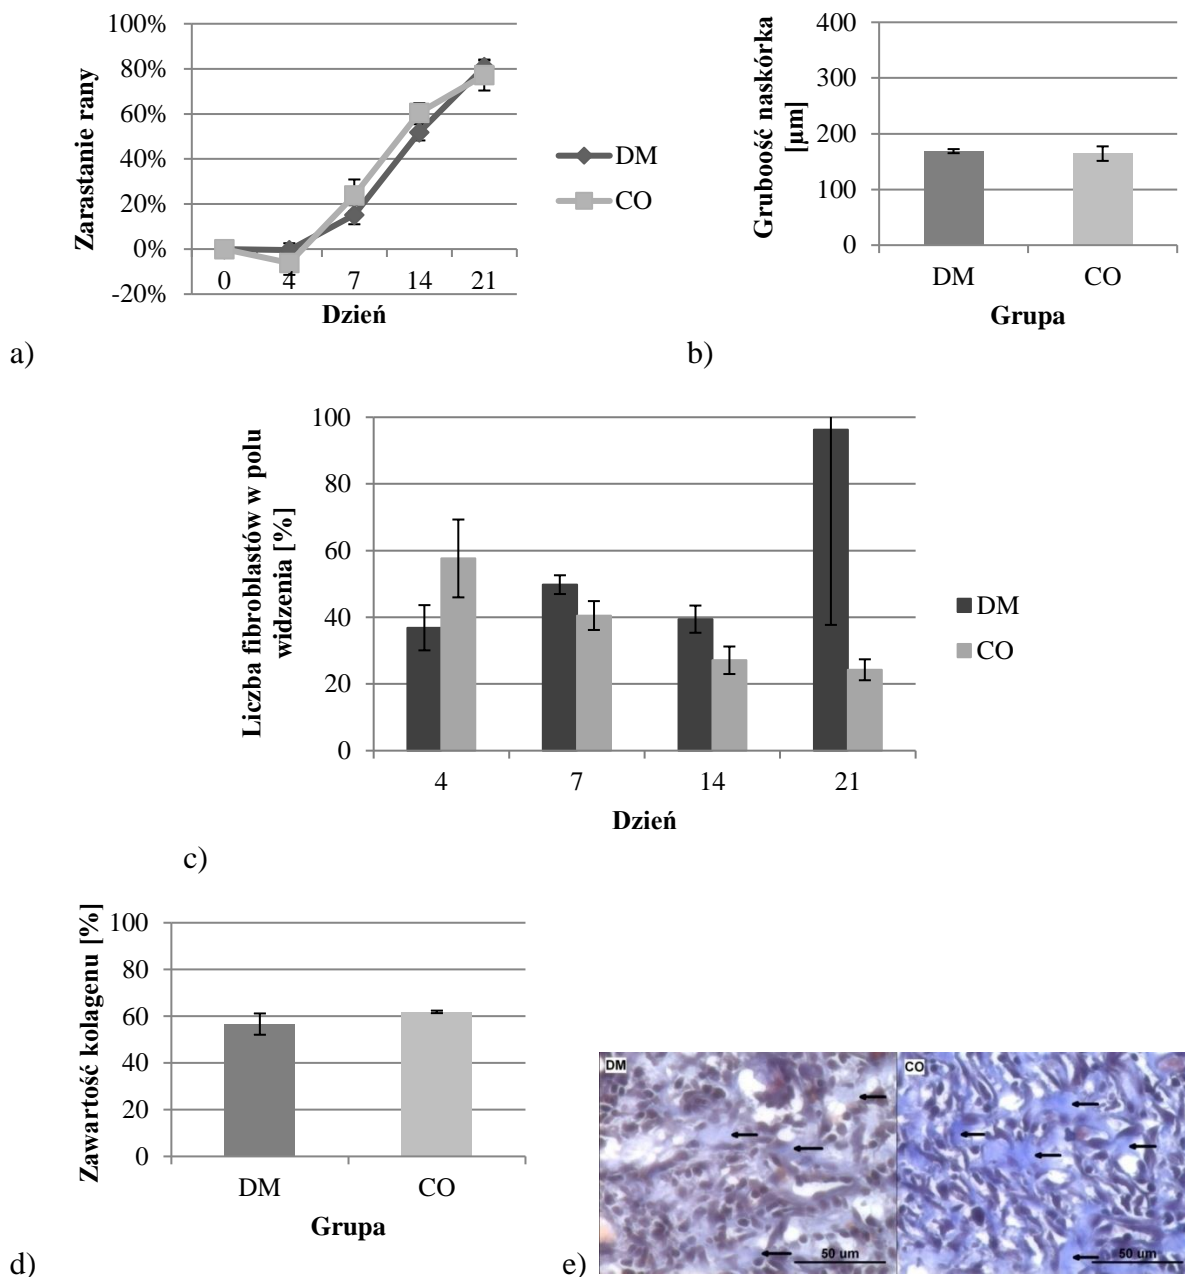 100%
80%
60%
40%
20%
0%
-20%
Zarastanie rany
0 4 7 14 21
Dzień
DM
CO
a)
400
300
200
100
0
Gruboość naskórka
[µm]
DM CO
Grupa
b)
100
80
60
40
20
0
Liczba fibroblastów w polu
widzenia [%]
4 7 14 21
Dzień
DM
CO
c)
100
80
60
40
20
0
Zawartość kolagenu [%]
DM CO
Grupa
d)
DM
50 um
CO
50 um
e)